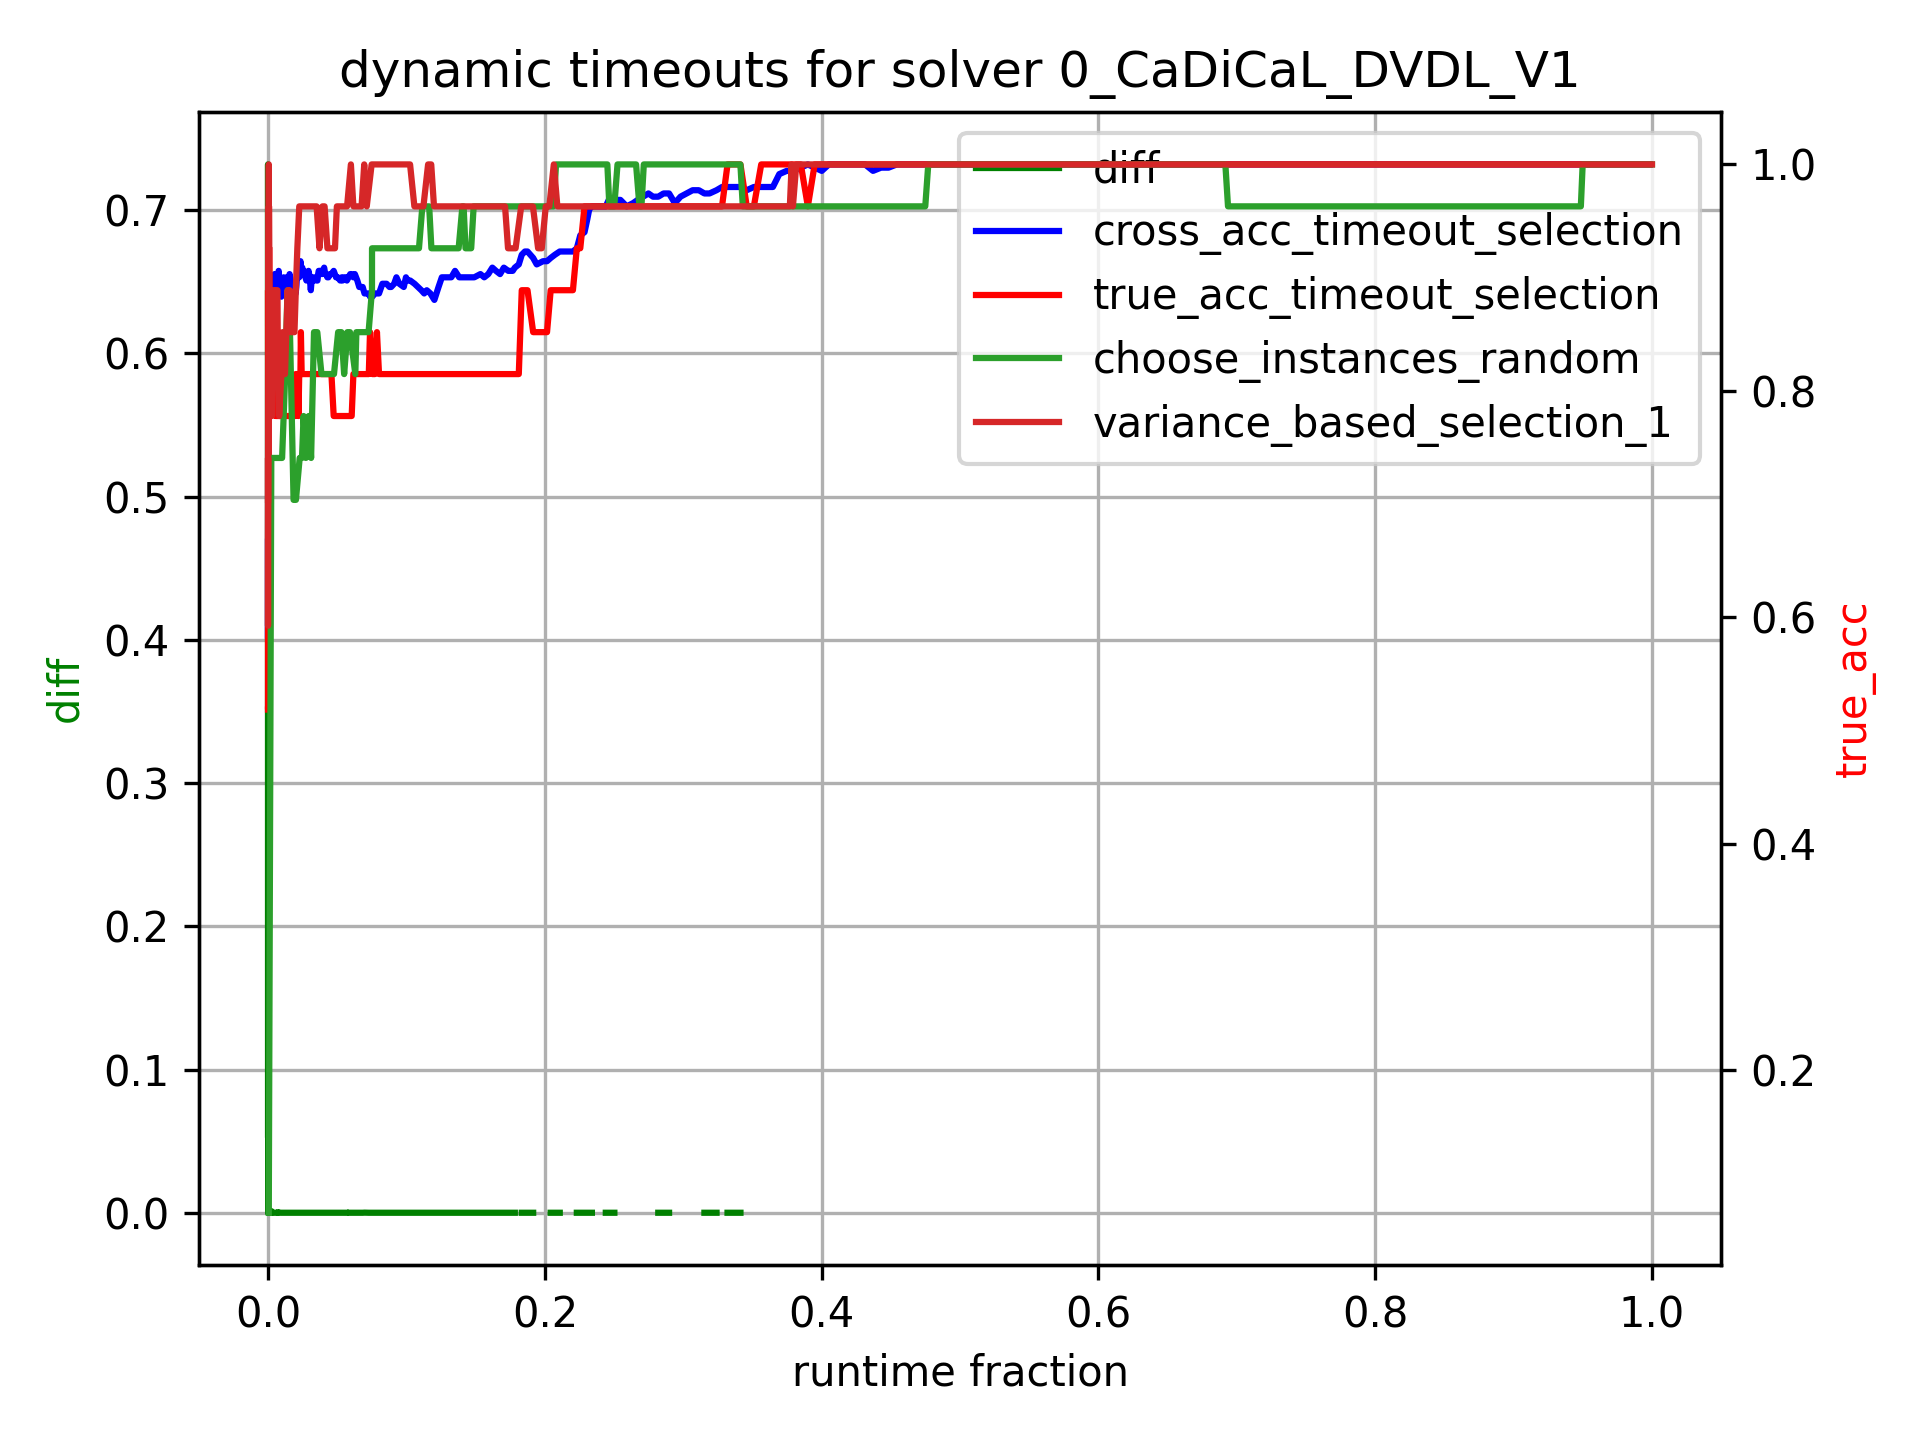 dynamic timeouts for solver 0_CaDiCaL_DVDL_V1
diff
cross_acc_timeout_selection
true_acc_timeout_selection
choose_instances_random
variance_based_selection_1
0.7
0.6
0.5
0.4
0.3
0.2
0.1
0.0
diff
1.0
0.8
0.6
0.4
0.2
true_acc
0.0 0.2 0.4 0.6 0.8 1.0
runtime fraction